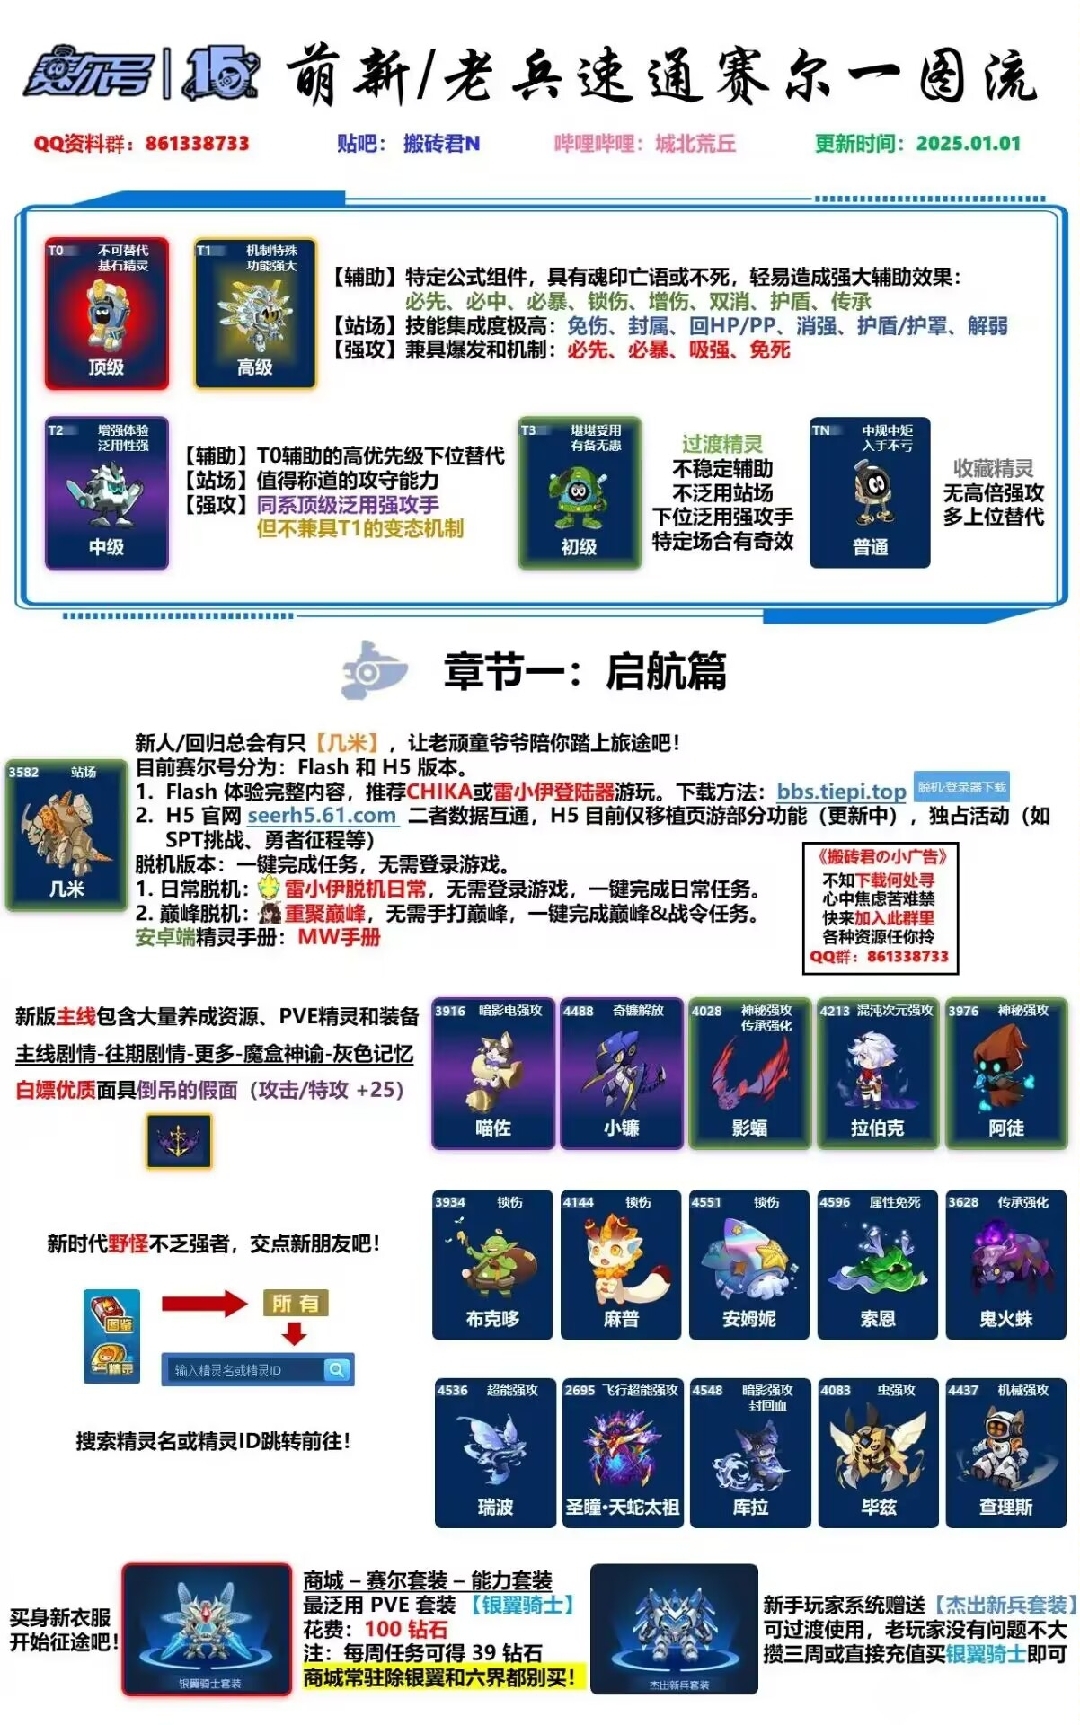 赛尔号 | 15 萌新/老兵速通赛尔一图流
QQ资料群：861338733 贴吧：搬砖君N 哔哩哔哩：城北荒丘 更新时间：2025.01.01
T0 不可替代
基石精灵
顶级
T1 机制特殊
功能强大
高级
【辅助】特定公式组件，具有魂印亡语或不死，轻易造成强大辅助效果：
必先、必中、必暴、锁伤、增伤、双消、护盾、传承
【站场】技能集成度极高：免伤、封属、回HP/PP、消强、护盾/护罩、解弱
【强攻】兼具爆发和机制：必先、必暴、吸强、免死
T2 增强体验
泛用性强
中级
【辅助】T0辅助的高优先级下位替代
【站场】值得称道的攻守能力
【强攻】同系顶级泛用强攻手
但不兼具T1的变态机制
T3 堪堪受用
有备无患
初级
过渡精灵
不稳定辅助
不泛用站场
下位泛用强攻手
特定场合有奇效
TN 中规中矩
入手不亏
普通
收藏精灵
无高倍强攻
多上位替代
章节一：启航篇
3582 站场
几米
新人/回归总会有只【几米】，让老顽童爷爷陪你踏上旅途吧！
目前赛尔号分为：Flash 和 H5 版本。
1. Flash 体验完整内容，推荐CHIKA或雷小伊登陆器游玩。下载方法：bbs.tiepi.top 脱机·登录器下载
2. H5 官网 seerh5.61.com 二者数据互通，H5 目前仅移植页游部分功能（更新中），独占活动（如
SPT挑战、勇者征程等）
脱机版本：一键完成任务，无需登录游戏。
1. 日常脱机：雷小伊脱机日常，无需登录游戏，一键完成日常任务。
2. 巅峰脱机：重聚巅峰，无需手打巅峰，一键完成巅峰&战令任务。
安卓端精灵手册：MW手册
《搬砖君の小广告》
不知下载何处寻
心中焦虑苦难禁
快来加入此群里
各种资源任你拎
QQ群：861338733
新版主线包含大量养成资源、PVE精灵和装备
主线剧情-往期剧情-更多-魔盒神谕-灰色记忆
白嫖优质面具倒吊的假面（攻击/特攻 +25）
3916 暗影电强攻
喵佐
4488 奇镰解放
小镰
4028 神秘强攻
传承强化
影蝠
4213 混沌次元强攻
拉伯克
3976 神秘强攻
阿徒
新时代野怪不乏强者，交点新朋友吧！
图鉴
精灵
所有
输入精灵名或精灵ID
搜索精灵名或精灵ID跳转前往！
3934 锁伤
布克哆
4144 锁伤
麻普
4551 锁伤
安姆妮
4596 属性免死
索恩
3628 传承强化
鬼火蛛
4536 超能强攻
瑞波
2695 飞行超能强攻
圣瞳·天蛇太祖
4548 暗影强攻
封回血
库拉
4083 虫强攻
毕兹
4437 机械强攻
查理斯
买身新衣服
开始征途吧！
银翼骑士套装
商城 – 赛尔套装 – 能力套装
最泛用 PVE 套装 【银翼骑士】
花费：100 钻石
注：每周任务可得 39 钻石
商城常驻除银翼和六界都别买！
杰出新兵套装
新手玩家系统赠送【杰出新兵套装】
可过渡使用，老玩家没有问题不大
攒三周或直接充值买银翼骑士即可